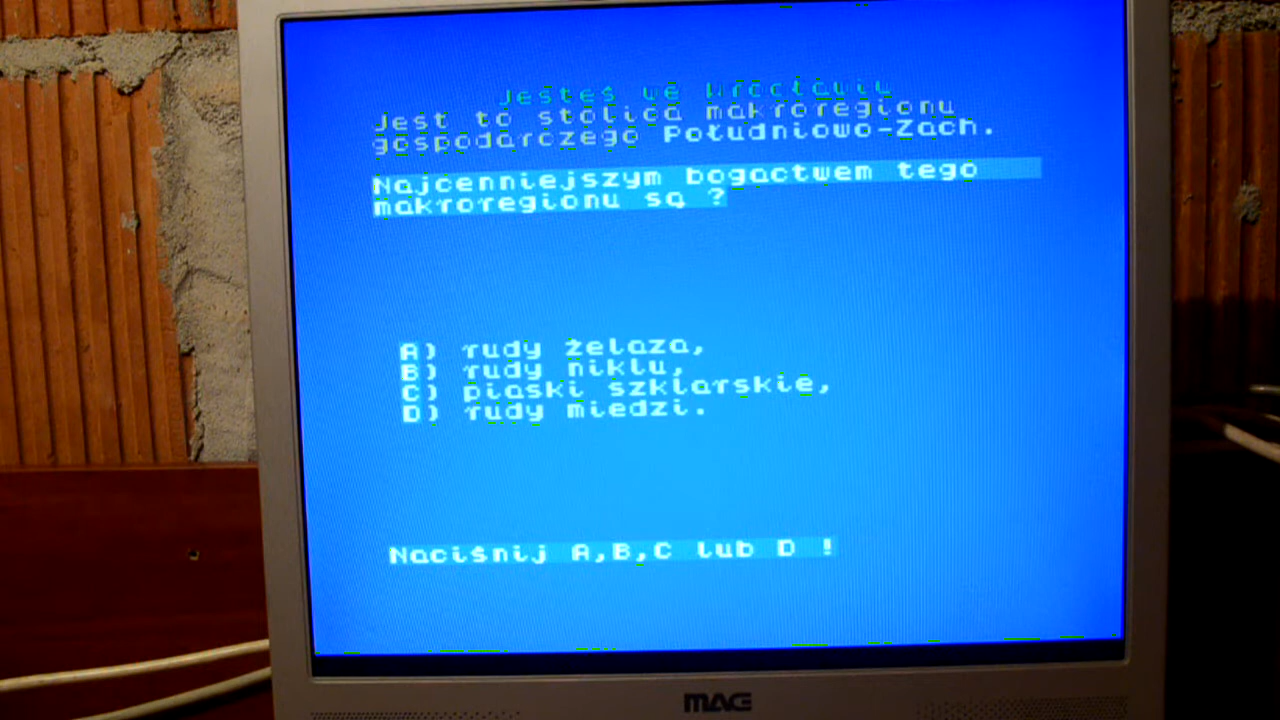 Jesteś we Wrocławiu
Jest to stolica makroregionu
gospodarczego Południowo-Zach.
Najcenniejszym bogactwem tego
makroregionu są ?
A) rudy żelaza,
B) rudy niklu,
C) piaski szklarskie,
D) rudy miedzi.
Naciśnij A,B,C lub D !
MAG